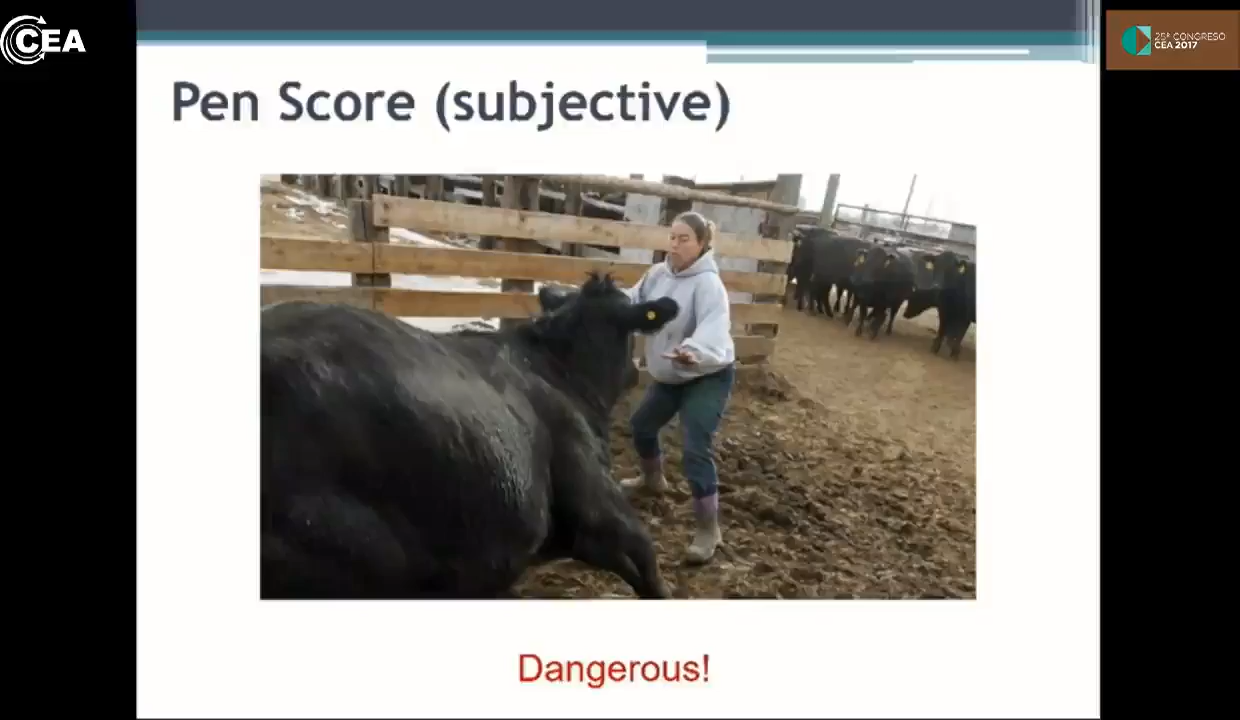 CEA
25º CONGRESO
CEA 2017
Pen Score (subjective)
Dangerous!